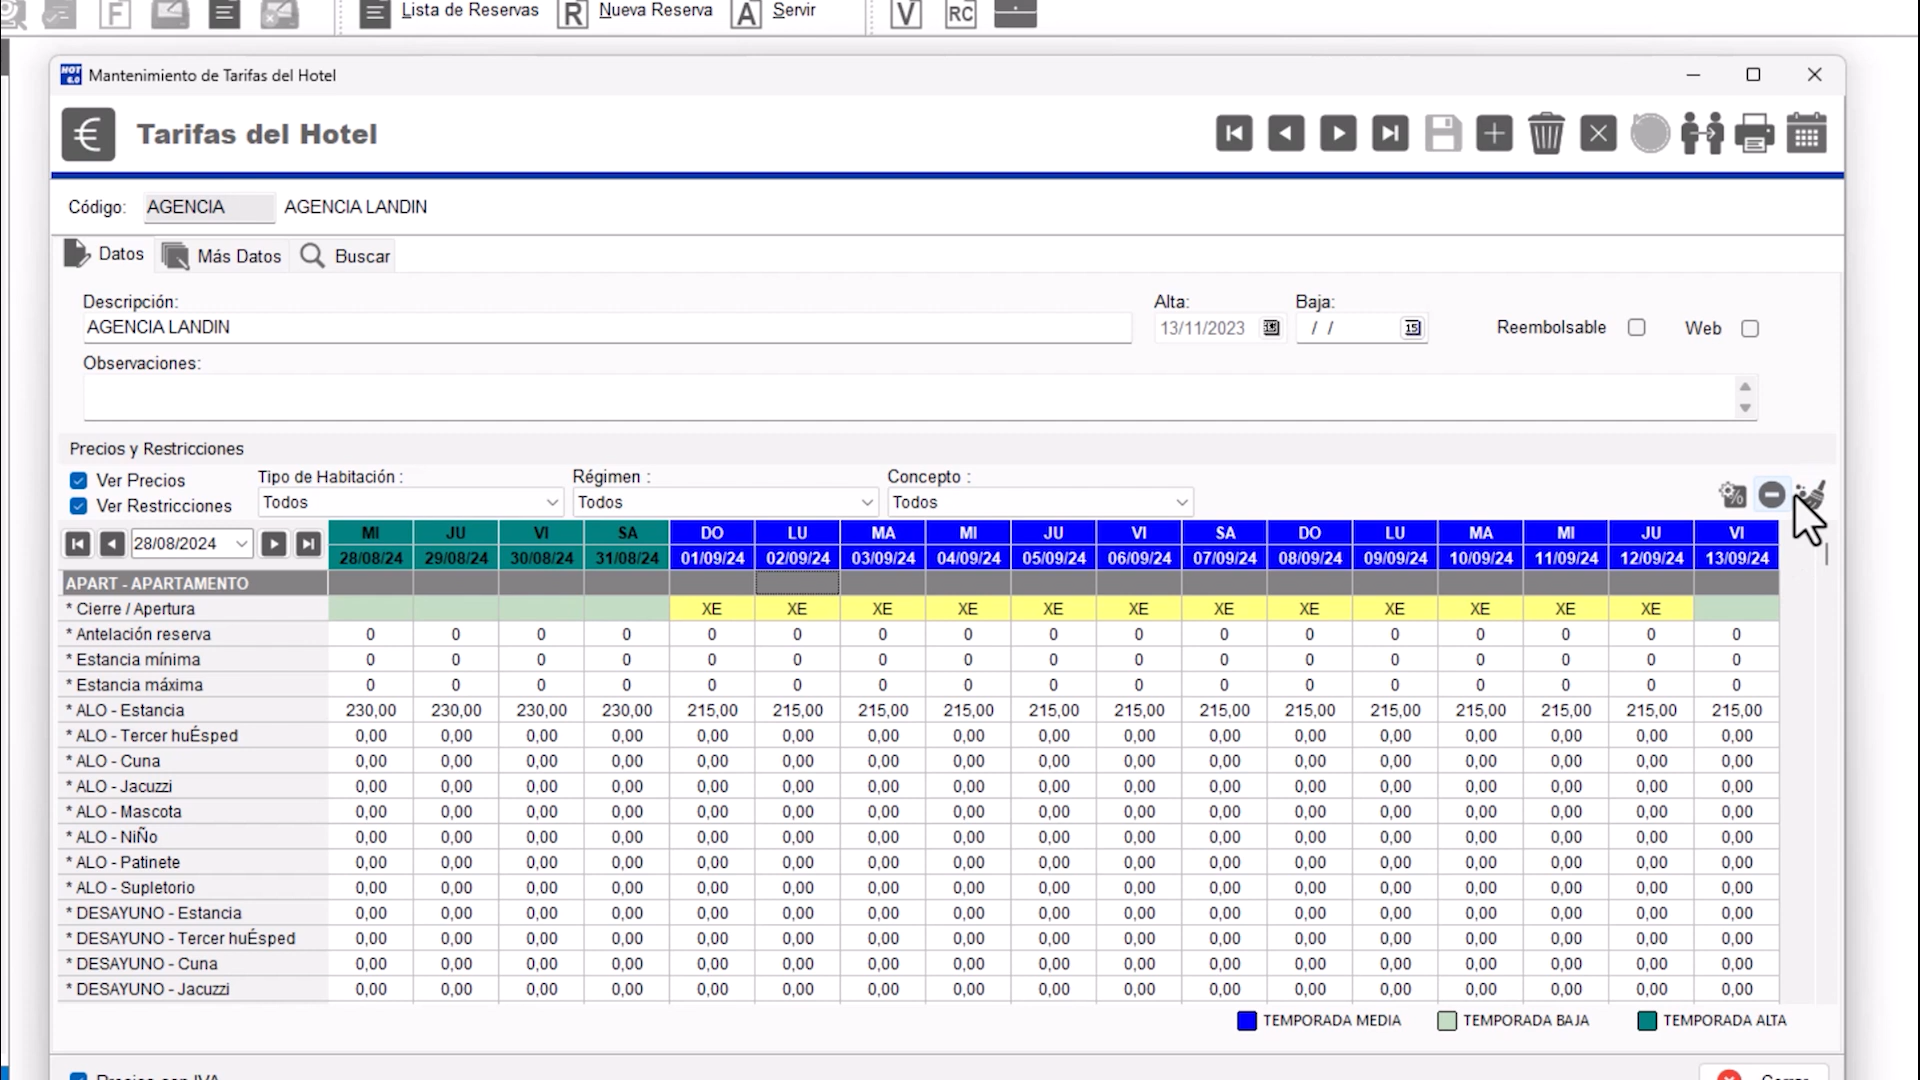 F Lista de Reservas R Nueva Reserva A Servir V RC
HOT 6.0 Mantenimiento de Tarifas del Hotel
€ Tarifas del Hotel
Código: AGENCIA AGENCIA LANDIN
Datos Más Datos Buscar
Descripción: Alta: Baja:
AGENCIA LANDIN 13/11/2023 / / 15 Reembolsable Web
Observaciones:
Precios y Restricciones
Ver Precios Tipo de Habitación : Régimen : Concepto :
Ver Restricciones Todos Todos Todos %
MI JU VI SA DO LU MA MI JU VI SA DO LU MA MI JU VI
28/08/2024 28/08/24 29/08/24 30/08/24 31/08/24 01/09/24 02/09/24 03/09/24 04/09/24 05/09/24 06/09/24 07/09/24 08/09/24 09/09/24 10/09/24 11/09/24 12/09/24 13/09/24
APART - APARTAMENTO
* Cierre / Apertura XE XE XE XE XE XE XE XE XE XE XE XE
* Antelación reserva 0 0 0 0 0 0 0 0 0 0 0 0 0 0 0 0 0
* Estancia mínima 0 0 0 0 0 0 0 0 0 0 0 0 0 0 0 0 0
* Estancia máxima 0 0 0 0 0 0 0 0 0 0 0 0 0 0 0 0 0
* ALO - Estancia 230,00 230,00 230,00 230,00 215,00 215,00 215,00 215,00 215,00 215,00 215,00 215,00 215,00 215,00 215,00 215,00 215,00
* ALO - Tercer huÉsped 0,00 0,00 0,00 0,00 0,00 0,00 0,00 0,00 0,00 0,00 0,00 0,00 0,00 0,00 0,00 0,00 0,00
* ALO - Cuna 0,00 0,00 0,00 0,00 0,00 0,00 0,00 0,00 0,00 0,00 0,00 0,00 0,00 0,00 0,00 0,00 0,00
* ALO - Jacuzzi 0,00 0,00 0,00 0,00 0,00 0,00 0,00 0,00 0,00 0,00 0,00 0,00 0,00 0,00 0,00 0,00 0,00
* ALO - Mascota 0,00 0,00 0,00 0,00 0,00 0,00 0,00 0,00 0,00 0,00 0,00 0,00 0,00 0,00 0,00 0,00 0,00
* ALO - NiÑo 0,00 0,00 0,00 0,00 0,00 0,00 0,00 0,00 0,00 0,00 0,00 0,00 0,00 0,00 0,00 0,00 0,00
* ALO - Patinete 0,00 0,00 0,00 0,00 0,00 0,00 0,00 0,00 0,00 0,00 0,00 0,00 0,00 0,00 0,00 0,00 0,00
* ALO - Supletorio 0,00 0,00 0,00 0,00 0,00 0,00 0,00 0,00 0,00 0,00 0,00 0,00 0,00 0,00 0,00 0,00 0,00
* DESAYUNO - Estancia 0,00 0,00 0,00 0,00 0,00 0,00 0,00 0,00 0,00 0,00 0,00 0,00 0,00 0,00 0,00 0,00 0,00
* DESAYUNO - Tercer huÉsped 0,00 0,00 0,00 0,00 0,00 0,00 0,00 0,00 0,00 0,00 0,00 0,00 0,00 0,00 0,00 0,00 0,00
* DESAYUNO - Cuna 0,00 0,00 0,00 0,00 0,00 0,00 0,00 0,00 0,00 0,00 0,00 0,00 0,00 0,00 0,00 0,00 0,00
* DESAYUNO - Jacuzzi 0,00 0,00 0,00 0,00 0,00 0,00 0,00 0,00 0,00 0,00 0,00 0,00 0,00 0,00 0,00 0,00 0,00
TEMPORADA MEDIA TEMPORADA BAJA TEMPORADA ALTA
Precios con IVA